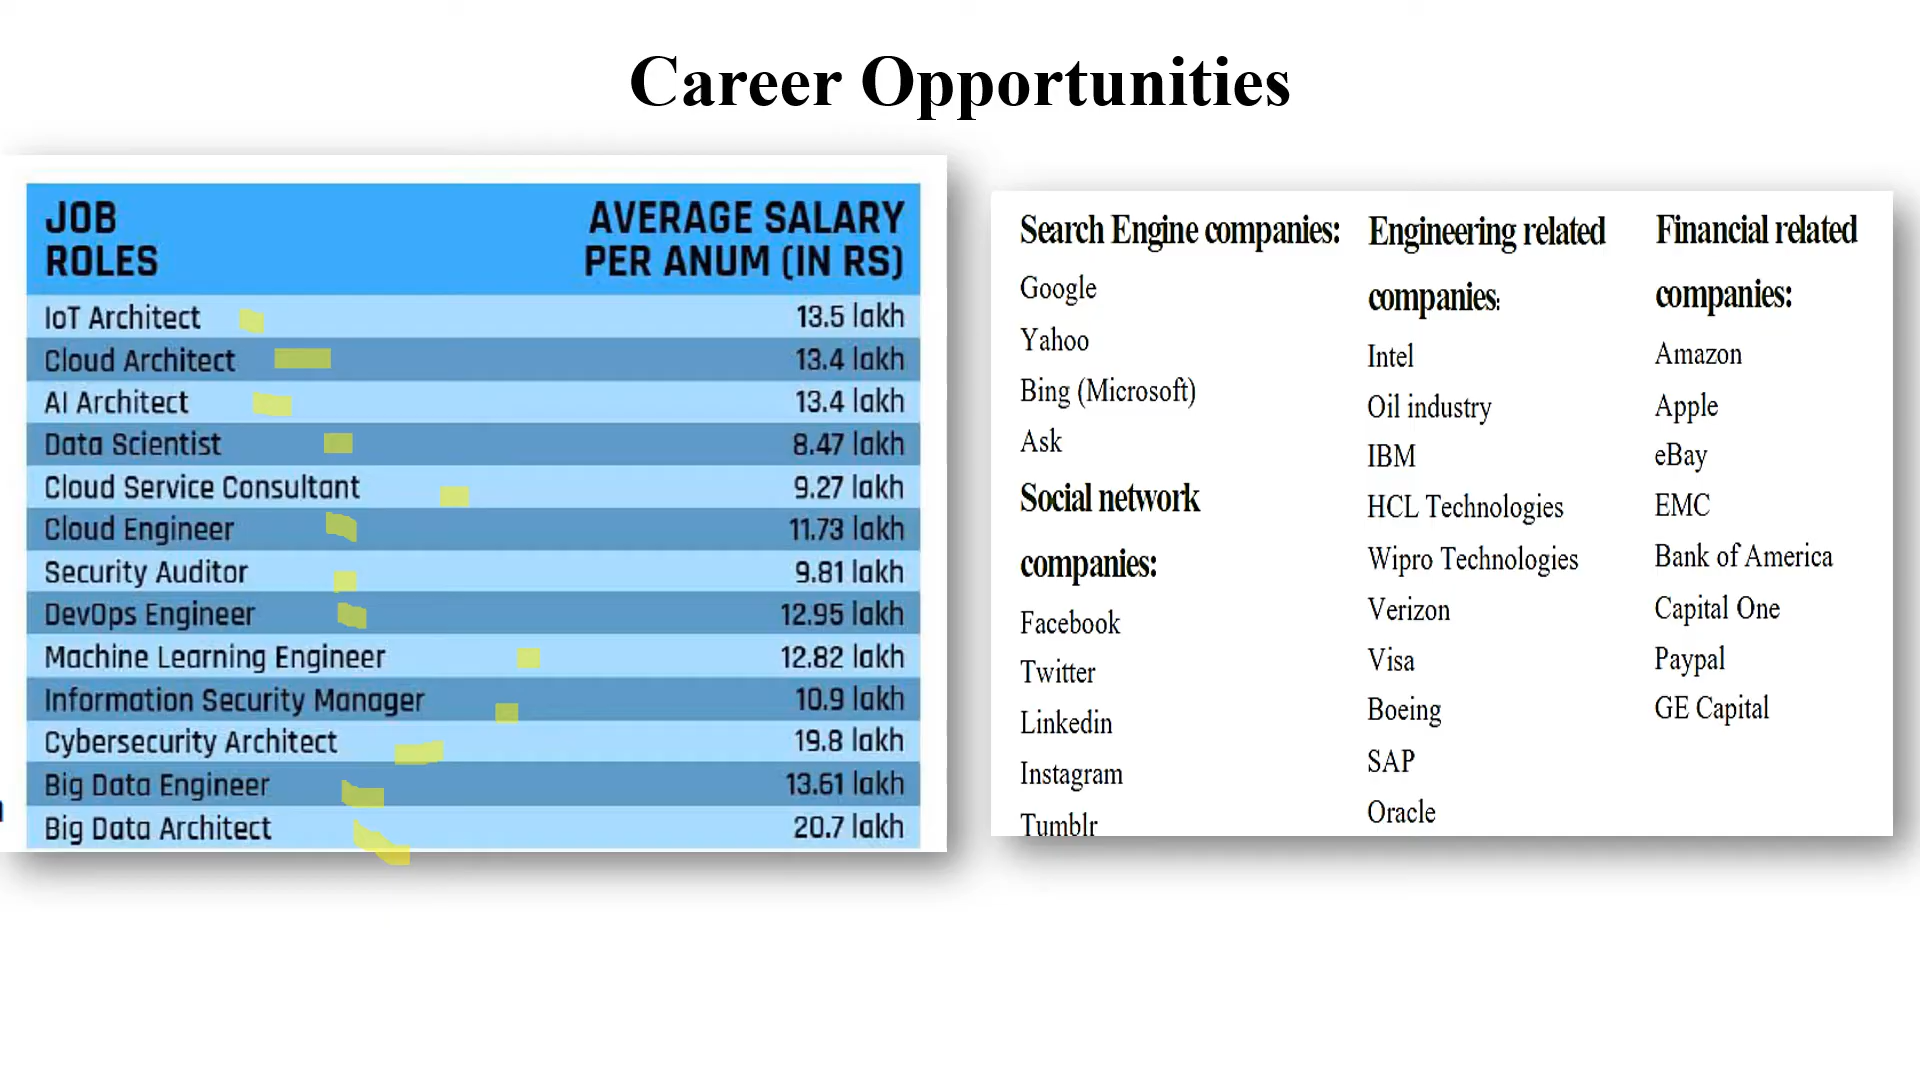 Career Opportunities
JOB ROLES
AVERAGE SALARY PER ANUM (IN RS)
IoT Architect 13.5 lakh
Cloud Architect 13.4 lakh
AI Architect 13.4 lakh
Data Scientist 8.47 lakh
Cloud Service Consultant 9.27 lakh
Cloud Engineer 11.73 lakh
Security Auditor 9.81 lakh
DevOps Engineer 12.95 lakh
Machine Learning Engineer 12.82 lakh
Information Security Manager 10.9 lakh
Cybersecurity Architect 19.8 lakh
Big Data Engineer 13.61 lakh
Big Data Architect 20.7 lakh
Search Engine companies:
Google
Yahoo
Bing (Microsoft)
Ask
Social network
companies:
Facebook
Twitter
Linkedin
Instagram
Tumblr
Engineering related
companies:
Intel
Oil industry
IBM
HCL Technologies
Wipro Technologies
Verizon
Visa
Boeing
SAP
Oracle
Financial related
companies:
Amazon
Apple
eBay
EMC
Bank of America
Capital One
Paypal
GE Capital